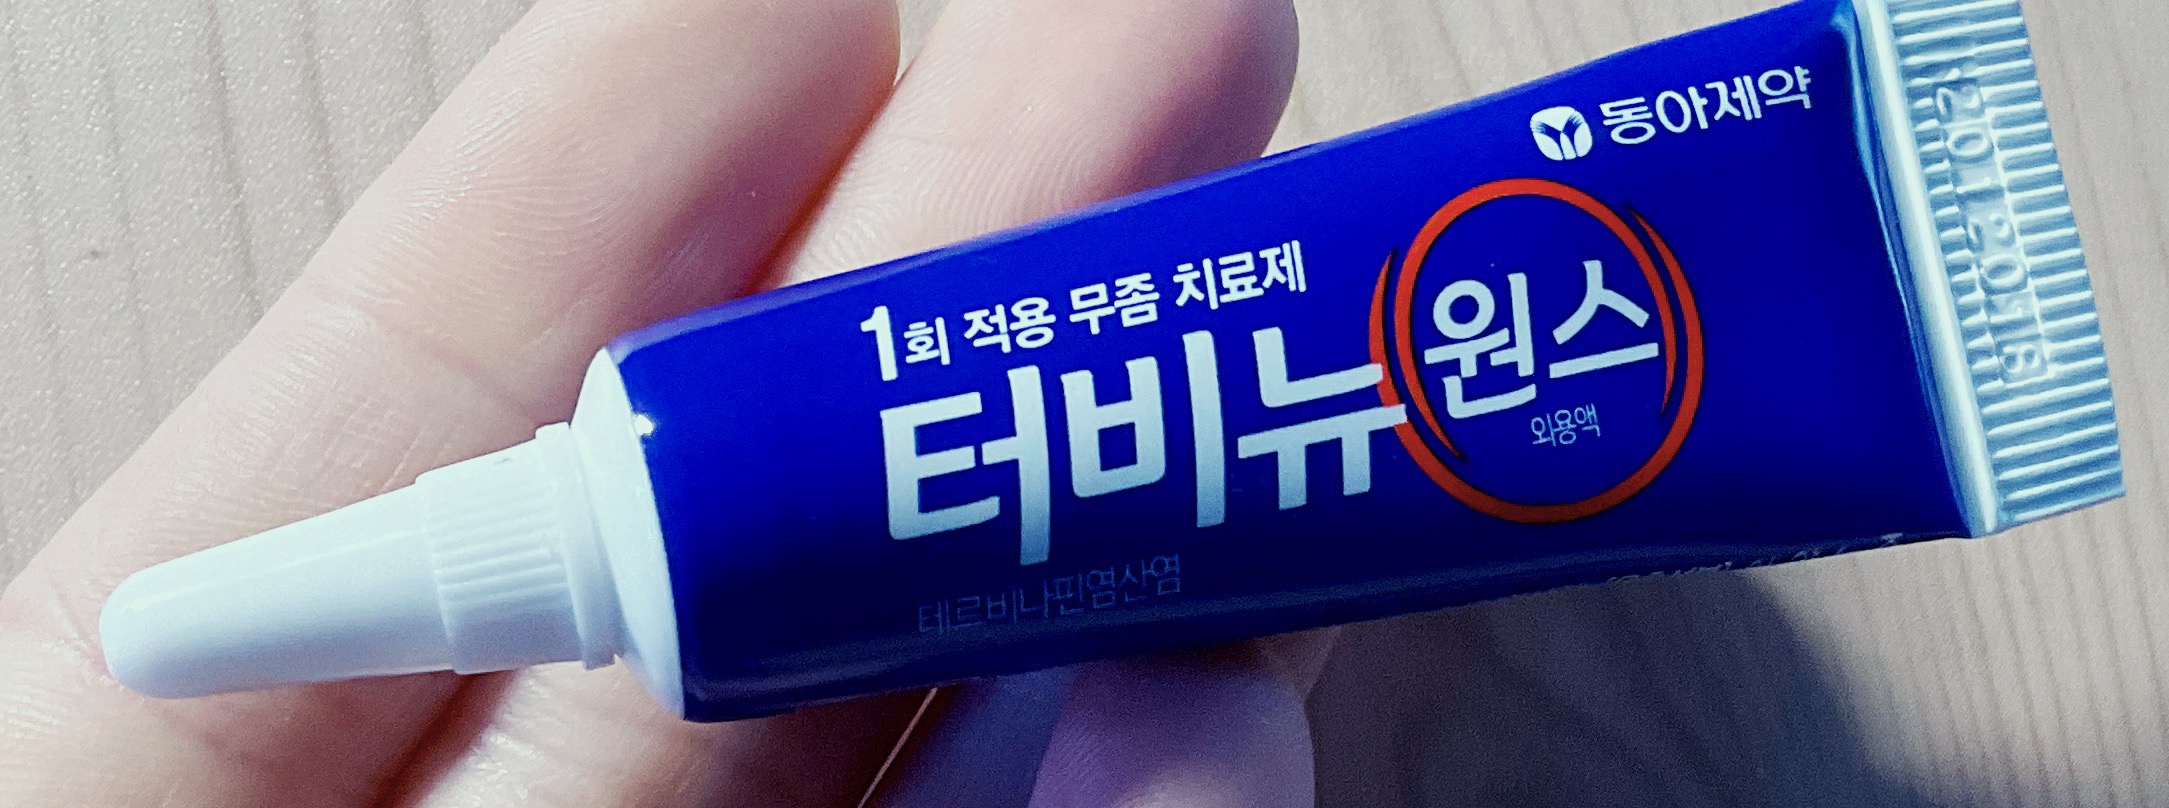 동아제약
1회 적용 무좀 치료제
터비뉴원스
외용액
테르비나핀염산염